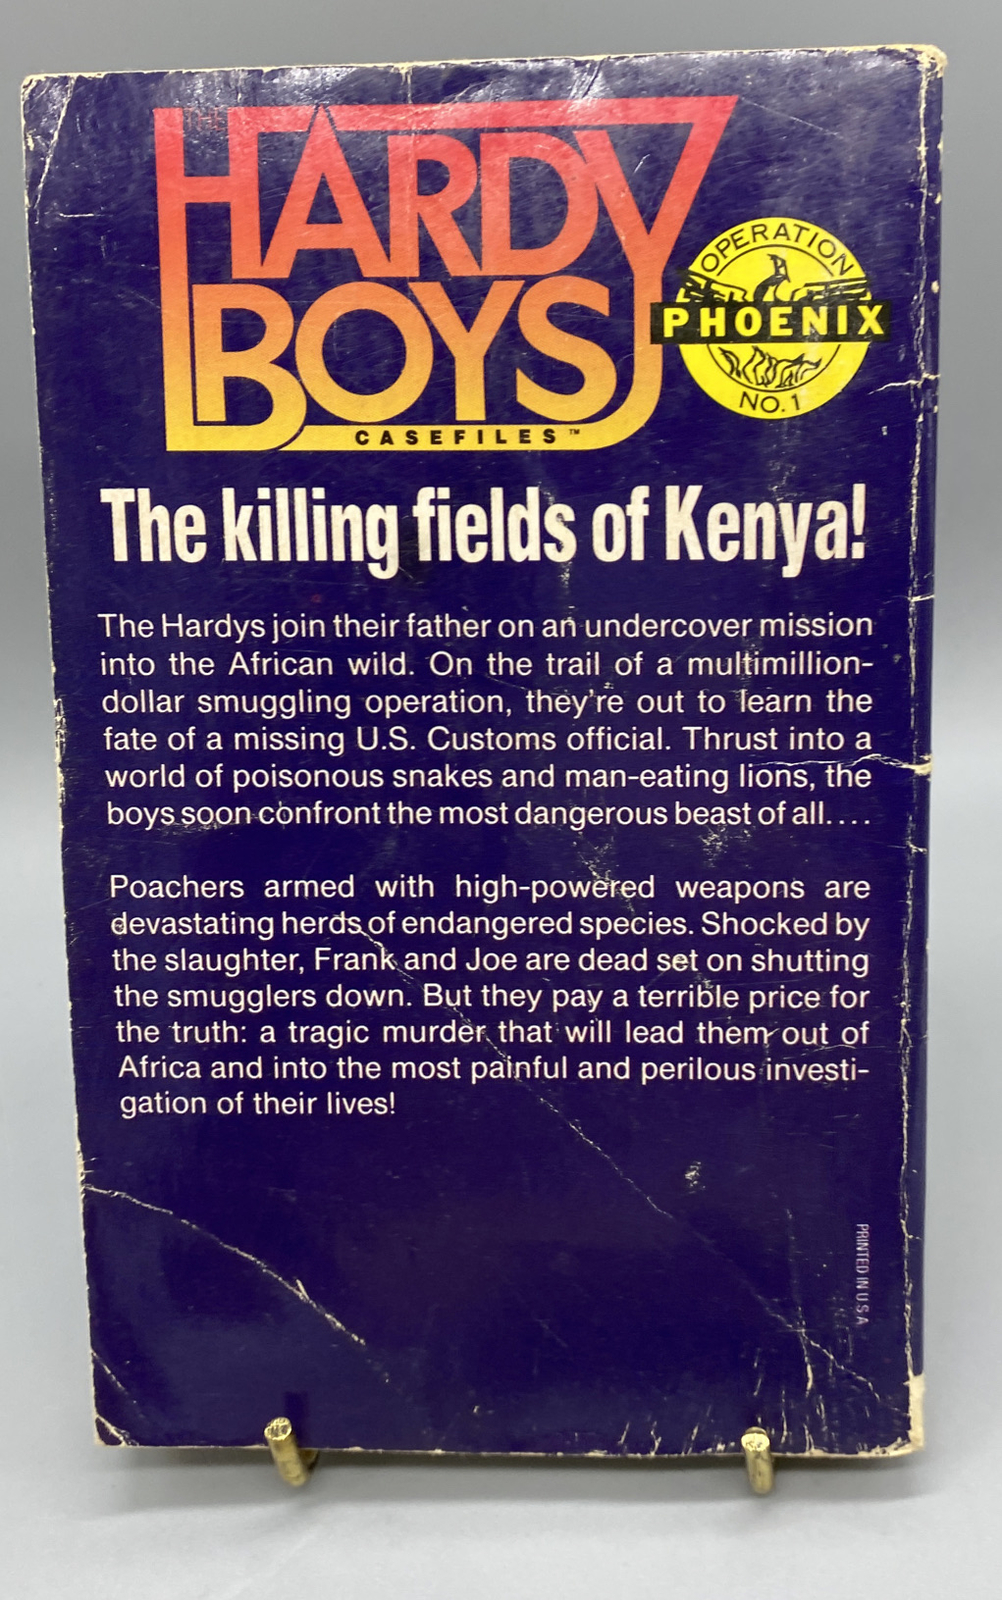 THE
HARDY
BOYS
CASEFILES™
OPERATION
PHOENIX
NO. 1
The killing fields of Kenya!
The Hardys join their father on an undercover mission
into the African wild. On the trail of a multimillion-
dollar smuggling operation, they're out to learn the
fate of a missing U.S. Customs official. Thrust into a
world of poisonous snakes and man-eating lions, the
boys soon confront the most dangerous beast of all....
Poachers armed with high-powered weapons are
devastating herds of endangered species. Shocked by
the slaughter, Frank and Joe are dead set on shutting
the smugglers down. But they pay a terrible price for
the truth: a tragic murder that will lead them out of
Africa and into the most painful and perilous investi-
gation of their lives!
PRINTED IN U S A